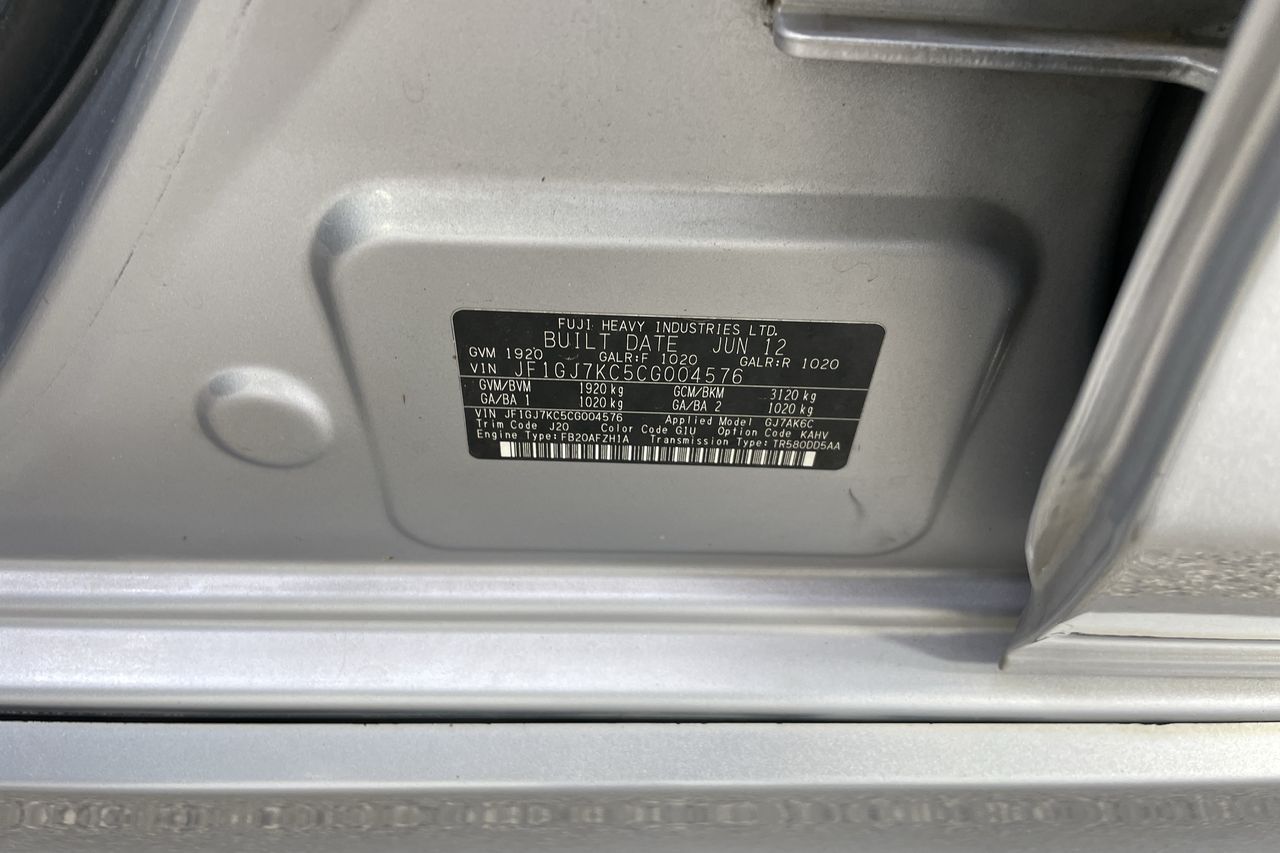 FUJI HEAVY INDUSTRIES LTD.
BUILT DATE JUN 12
GVM 1920 GALR:F 1020 GALR:R 1020
VIN JF1GJ7KC5CG004576
GVM/BVM 1920 kg GCM/BKM 3120 kg
GA/BA 1 1020 kg GA/BA 2 1020 kg
VIN JF1GJ7KC5CG004576 Applied Model GJ7AK6C
Trim Code J20 Color Code G1U Option Code KAHV
Engine Type:FB20AFZH1A Transmission Type:TR580DD5AA